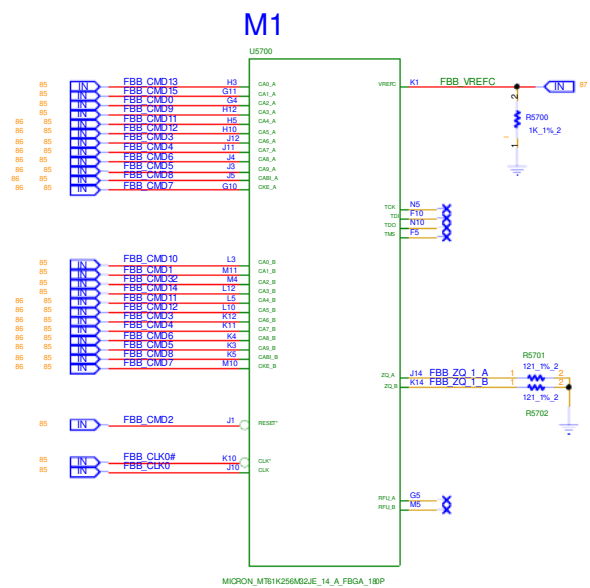 M1
U5700
85 IN FBB_CMD13 H3 CA0_A
85 IN FBB_CMD15 G11 CA1_A
85 IN FBB_CMD0 G4 CA2_A
85 IN FBB_CMD9 H12 CA3_A
86 85 IN FBB_CMD11 H5 CA4_A
86 85 IN FBB_CMD12 H10 CA5_A
86 85 IN FBB_CMD3 J12 CA6_A
86 85 IN FBB_CMD4 J11 CA7_A
86 85 IN FBB_CMD6 J4 CA8_A
86 85 IN FBB_CMD5 J3 CA9_A
86 85 IN FBB_CMD8 J5 CABI_A
86 85 IN FBB_CMD7 G10 CKE_A
VREFC K1 FBB_VREFC IN 87
2
R5700
1K_1%_2
1
TCK N5
TDI F10
TDO N10
TMS F5
85 IN FBB_CMD10 L3 CA0_B
85 IN FBB_CMD1 M11 CA1_B
85 IN FBB_CMD32 M4 CA2_B
85 IN FBB_CMD14 L12 CA3_B
86 85 IN FBB_CMD11 L5 CA4_B
86 85 IN FBB_CMD12 L10 CA5_B
86 85 IN FBB_CMD3 K12 CA6_B
86 85 IN FBB_CMD4 K11 CA7_B
86 85 IN FBB_CMD6 K4 CA8_B
86 85 IN FBB_CMD5 K3 CA9_B
86 85 IN FBB_CMD8 K5 CABI_B
86 85 IN FBB_CMD7 M10 CKE_B
R5701
121_1%_2
ZQ_A J14 FBB_ZQ_1_A 1 2
ZQ_B K14 FBB_ZQ_1_B 1 2
121_1%_2
R5702
85 IN FBB_CMD2 J1 RESET*
85 IN FBB_CLK0# K10 CLK*
85 IN FBB_CLK0 J10 CLK
RFU_A G5
RFU_B M5
MICRON_MT61K256M32JE_14_A_FBGA_180P